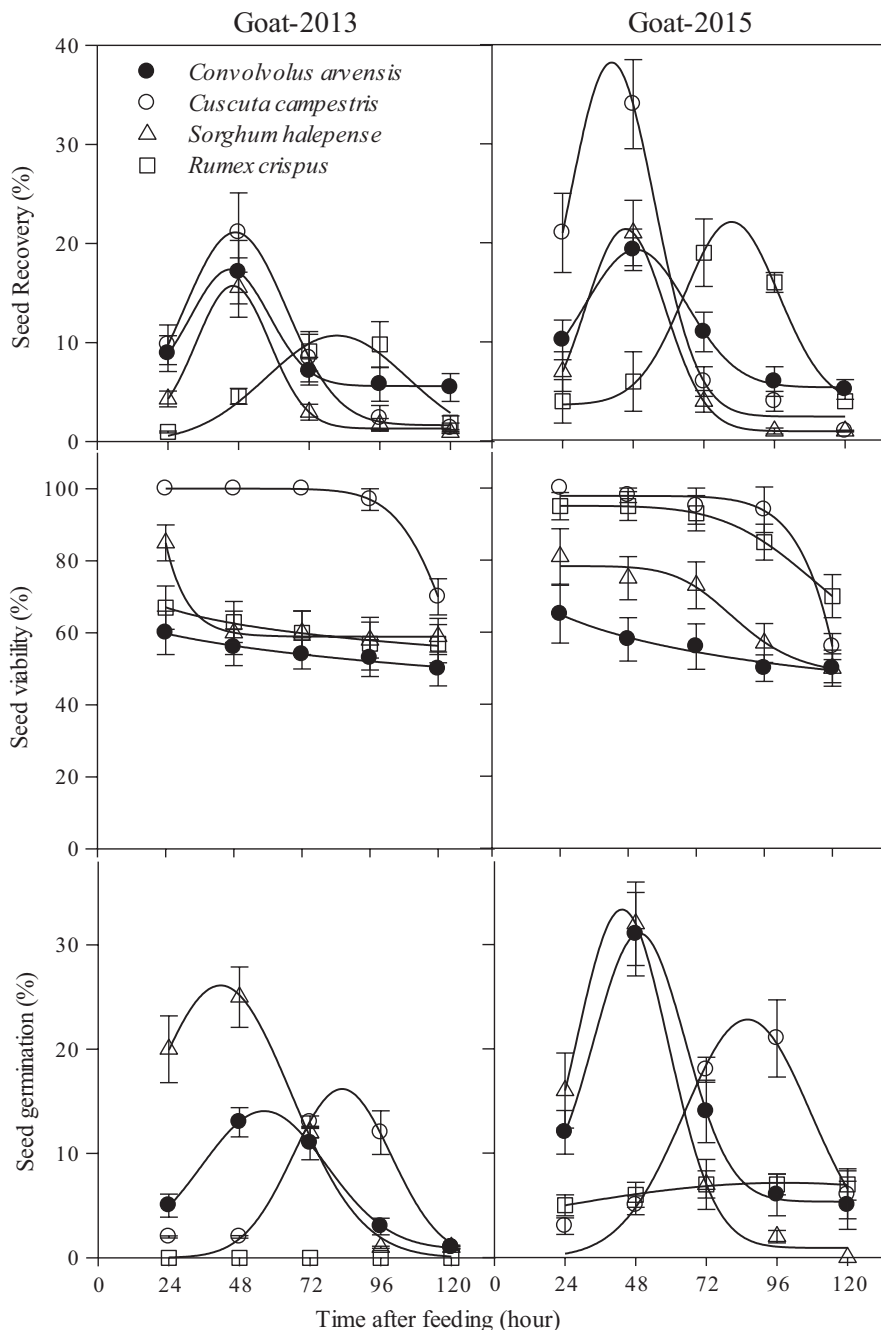 Goat-2013 Goat-2015
40
30
20
10
0
Seed Recovery (%)
Convolvolus arvensis
Cuscuta campestris
Sorghum halepense
Rumex crispus
100
80
60
40
20
0
Seed viability (%)
30
20
10
0
Seed germination (%)
0 24 48 72 96 120 0 24 48 72 96 120
Time after feeding (hour)